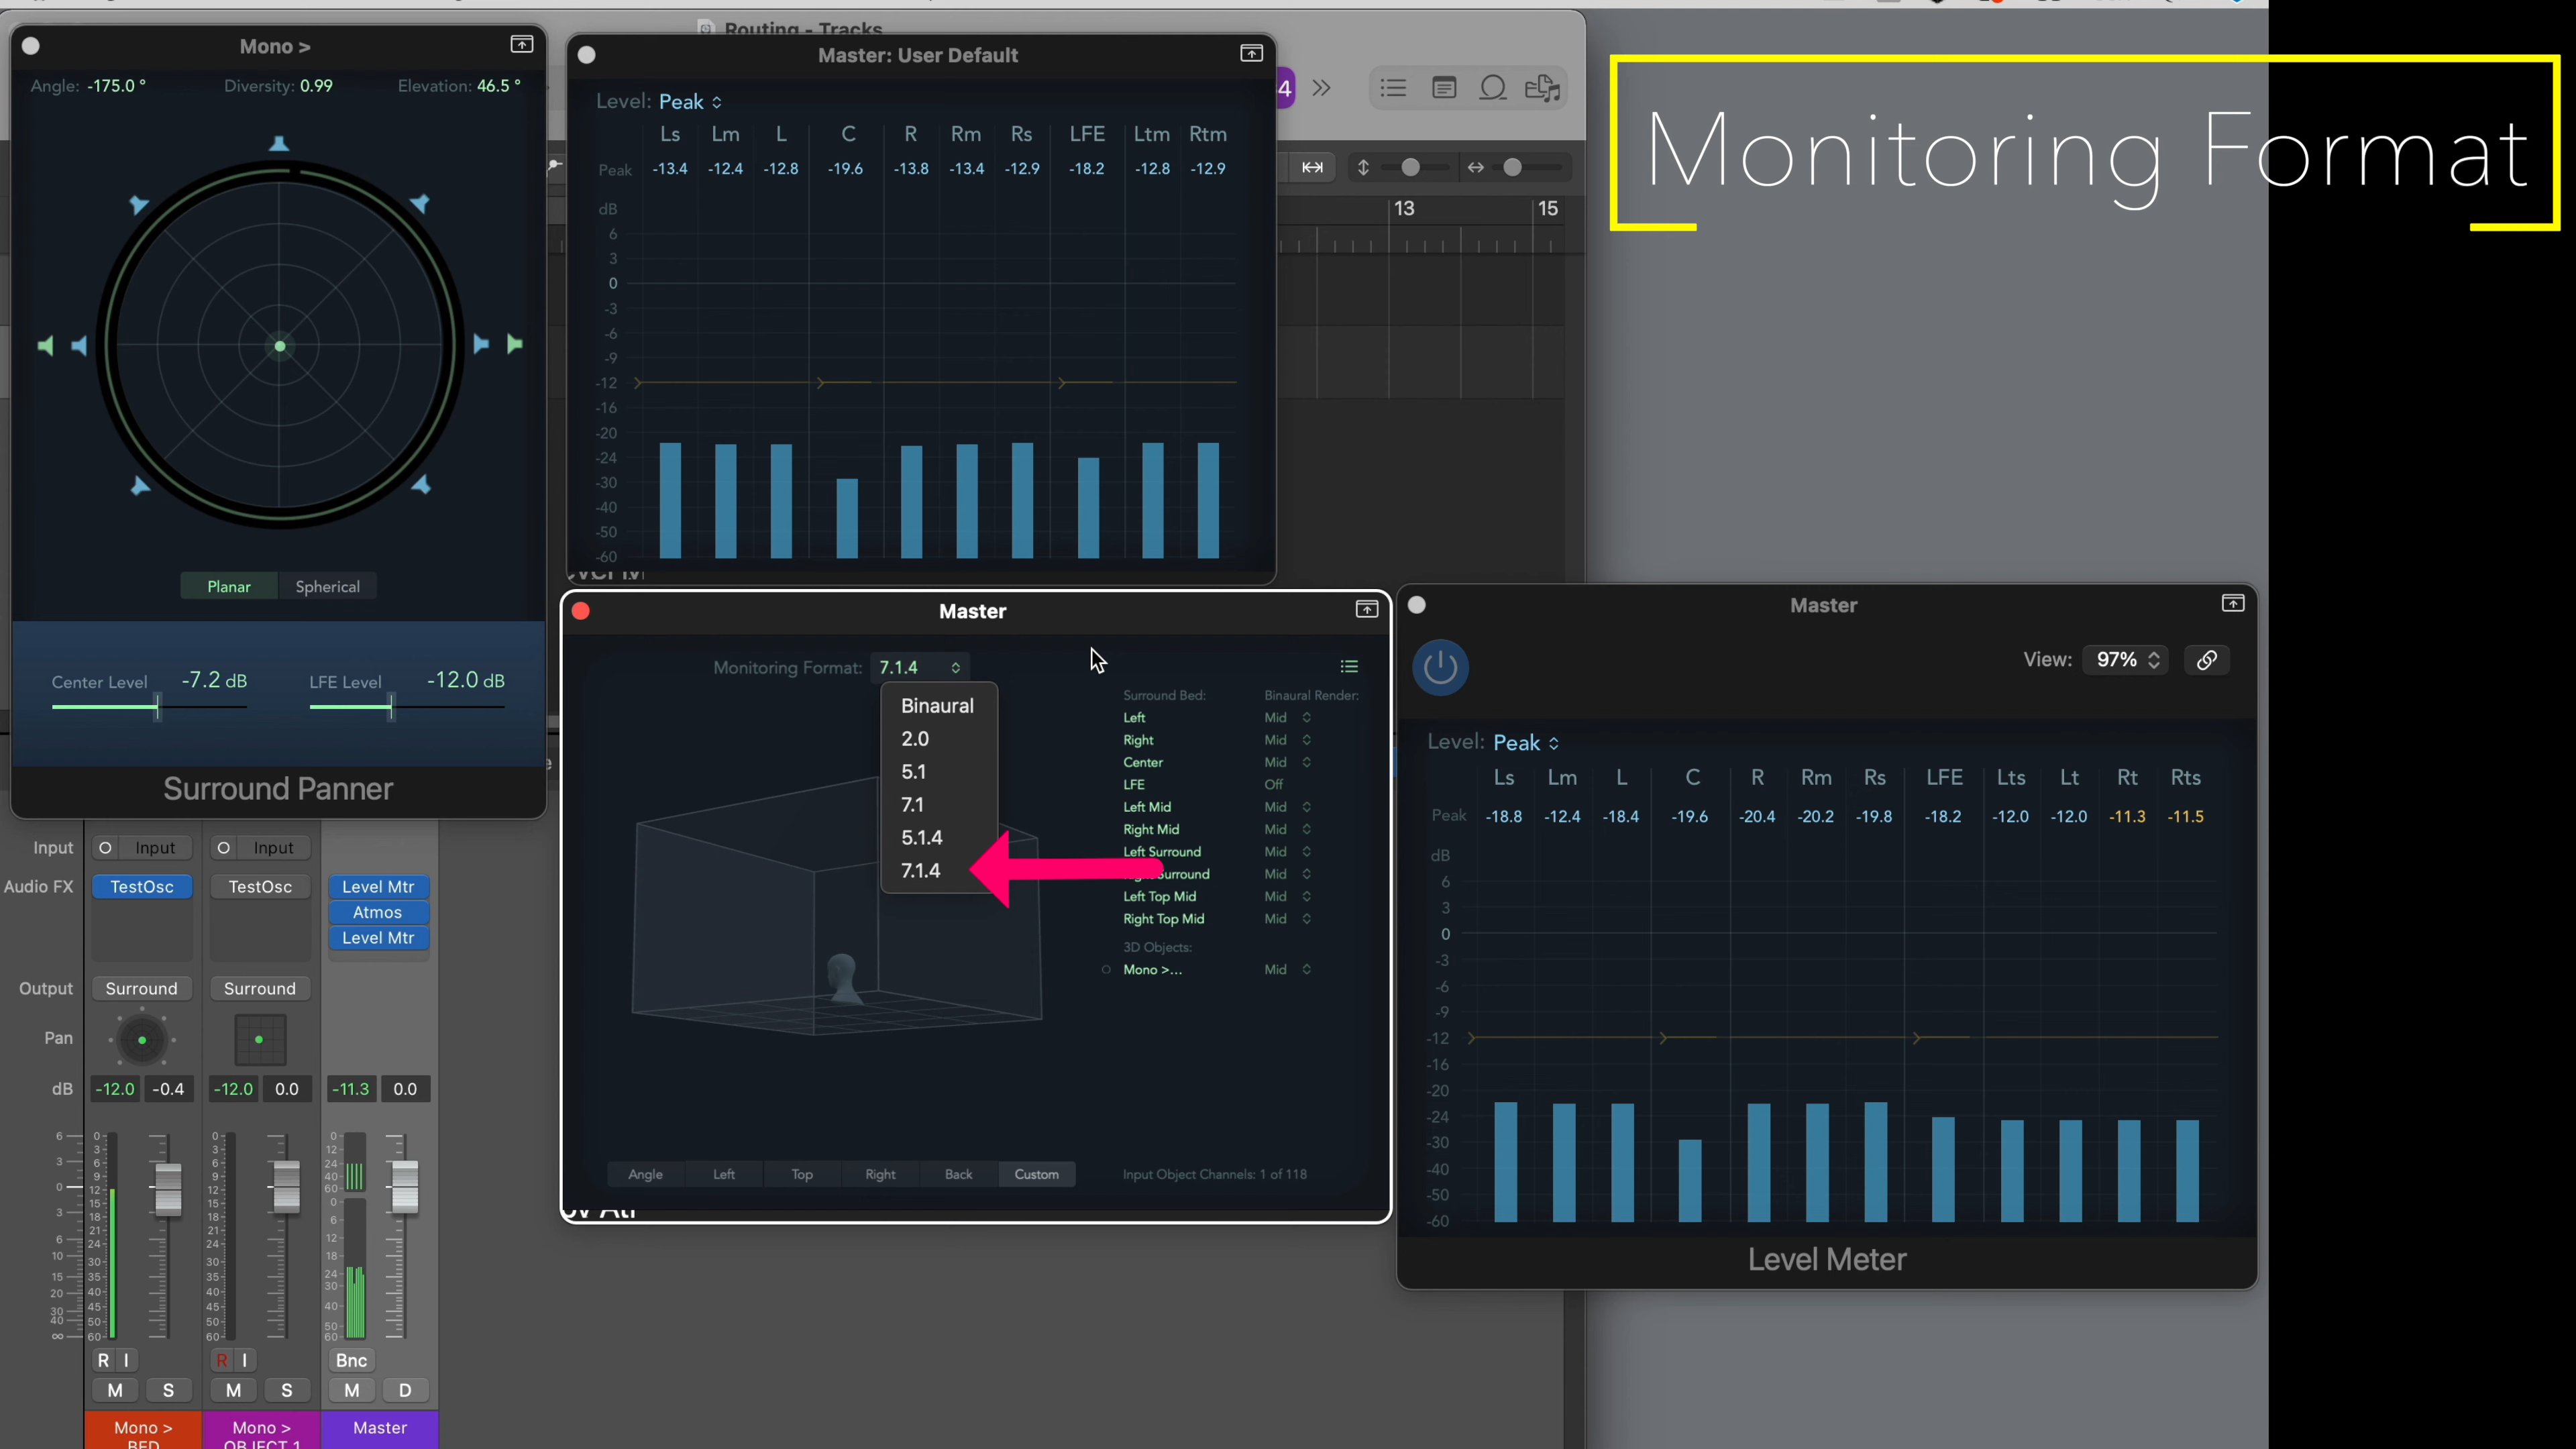 Routing - Tracks
Monitoring Format
Mono >
Angle: -175.0 °
Diversity: 0.99
Elevation: 46.5 °
Planar
Spherical
Center Level -7.2 dB
LFE Level -12.0 dB
Surround Panner
Master: User Default
Level: Peak
Ls Lm L C R Rm Rs LFE Ltm Rtm
Peak -13.4 -12.4 -12.8 -19.6 -13.8 -13.4 -12.9 -18.2 -12.8 -12.9
dB
6
3
0
-3
-6
-9
-12
-16
-20
-24
-30
-40
-50
-60
4
13
15
Master
Monitoring Format: 7.1.4
Binaural
2.0
5.1
7.1
5.1.4
7.1.4
Surround Bed: Binaural Render:
Left Mid
Right Mid
Center Mid
LFE Off
Left Mid Mid
Right Mid Mid
Left Surround Mid
Surround Mid
Left Top Mid Mid
Right Top Mid Mid
3D Objects:
Mono >... Mid
Angle
Left
Top
Right
Back
Custom
Input Object Channels: 1 of 118
Master
View: 97%
Level: Peak
Ls Lm L C R Rm Rs LFE Lts Lt Rt Rts
Peak -18.8 -12.4 -18.4 -19.6 -20.4 -20.2 -19.8 -18.2 -12.0 -12.0 -11.3 -11.5
dB
6
3
0
-3
-6
-9
-12
-16
-20
-24
-30
-40
-50
-60
Level Meter
Input Input Input
Audio FX TestOsc TestOsc Level Mtr
Atmos
Level Mtr
Output Surround Surround
Pan
dB -12.0 -0.4 -12.0 0.0 -11.3 0.0
R I R I Bnc
M S M S M D
Mono > Mono > Master
BED OBJECT 1